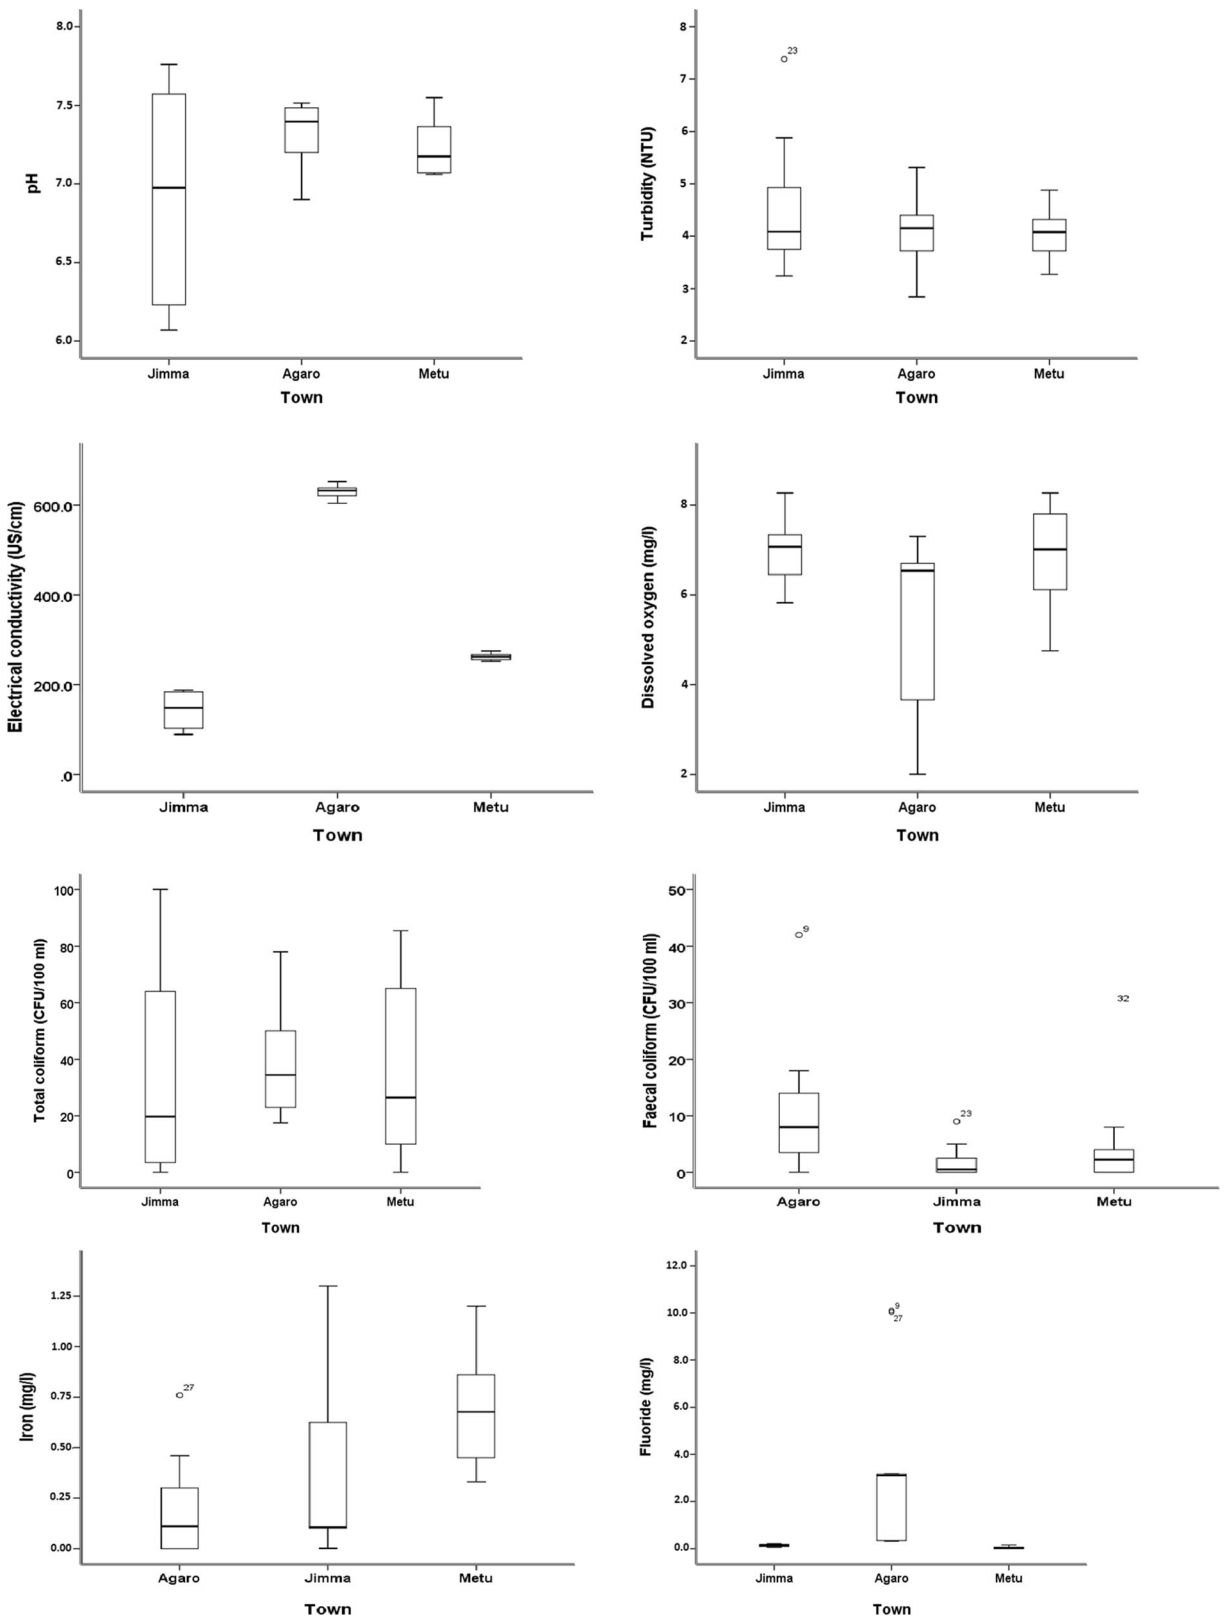 8.0
7.5
7.0
6.5
6.0
pH
Jimma Agaro Metu
Town
8
7
6
5
4
3
2
Turbidity (NTU)
23
Jimma Agaro Metu
Town
600.0
400.0
200.0
.0
Electrical conductivity (US/cm)
Jimma Agaro Metu
Town
8
6
4
2
Dissolved oxygen (mg/l)
Jimma Agaro Metu
Town
100
80
60
40
20
0
Total coliform (CFU/100 ml)
Jimma Agaro Metu
Town
50
40
30
20
10
0
Faecal coliform (CFU/100 ml)
9
23
32
Agaro Jimma Metu
Town
1.25
1.00
0.75
0.50
0.25
0.00
Iron (mg/l)
27
Agaro Jimma Metu
Town
12.0
10.0
8.0
6.0
4.0
2.0
0.0
Fluoride (mg/l)
9
27
Jimma Agaro Metu
Town